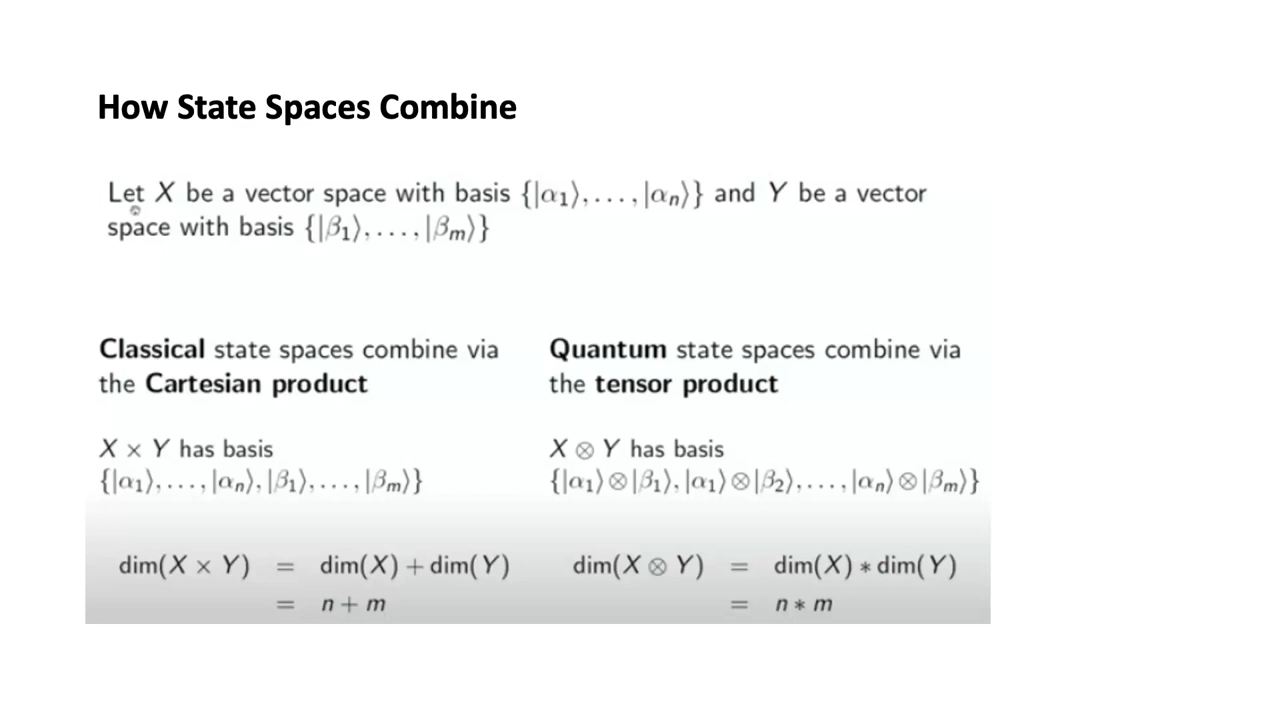 How State Spaces Combine
Let X be a vector space with basis {|α₁⟩, . . . , |αₙ⟩} and Y be a vector
space with basis {|β₁⟩, . . . , |βₘ⟩}
Classical state spaces combine via
the Cartesian product
X × Y has basis
{|α₁⟩, . . . , |αₙ⟩, |β₁⟩, . . . , |βₘ⟩}
dim(X × Y) = dim(X) + dim(Y)
= n + m
Quantum state spaces combine via
the tensor product
X ⊗ Y has basis
{|α₁⟩⊗|β₁⟩, |α₁⟩⊗|β₂⟩, . . . , |αₙ⟩⊗|βₘ⟩}
dim(X ⊗ Y) = dim(X) ∗ dim(Y)
= n ∗ m